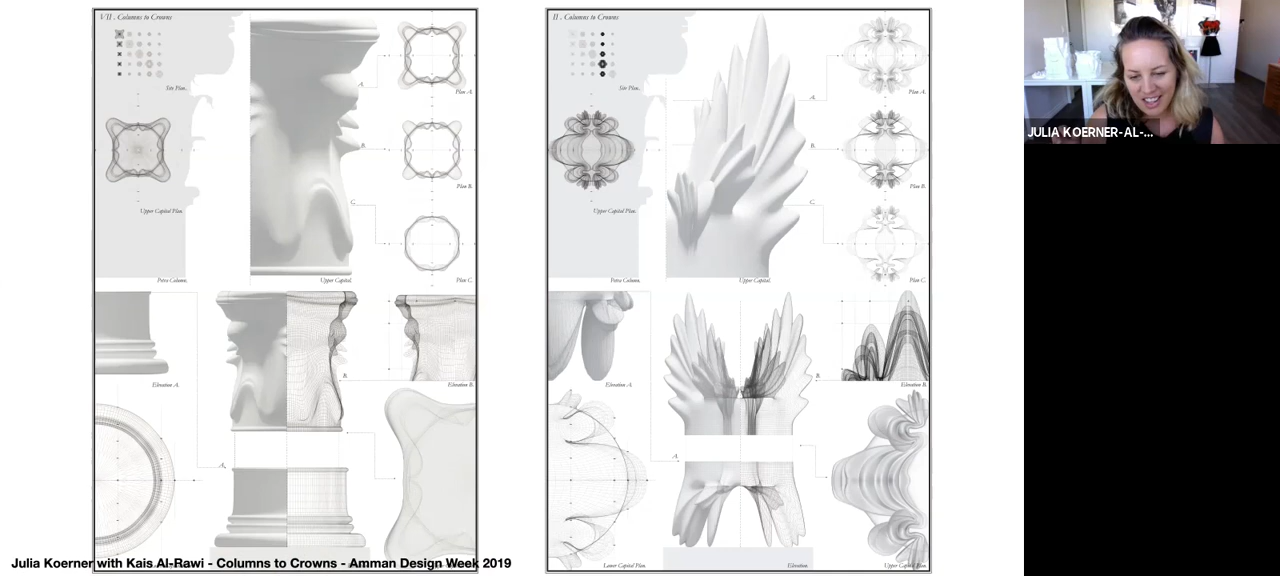 VII . Columns to Crowns
Site Plan.
Upper Capital Plan.
Petra Column.
A.
B.
C.
Upper Capital.
Plan A.
Plan B.
Plan C.
Elevation A.
B.
Elevation B.
A.
II . Columns to Crowns
Site Plan.
Upper Capital Plan.
Petra Column.
A.
B.
C.
Upper Capital.
Plan A.
Plan B.
Plan C.
Elevation A.
B.
Elevation B.
A.
Lower Capital Plan.
Elevation.
Upper Capital Plan.
JULIA KOERNER-AL-...
Julia Koerner with Kais Al-Rawi - Columns to Crowns - Amman Design Week 2019